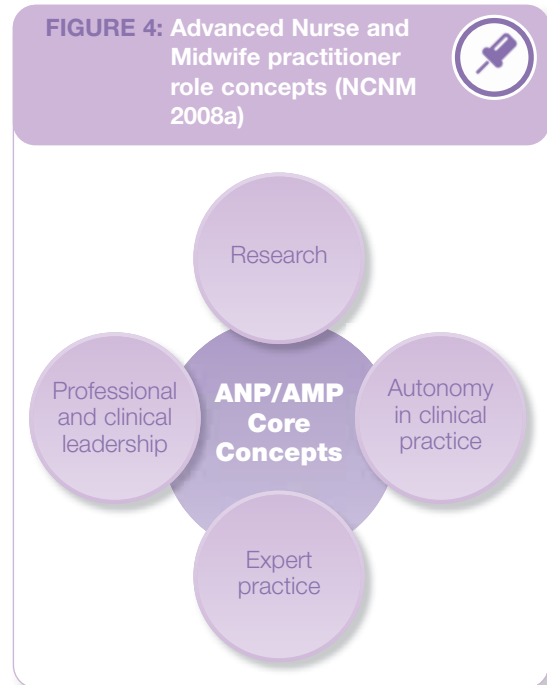 FIGURE 4: Advanced Nurse and
Midwife practitioner
role concepts (NCNM
2008a)
Research
Professional
and clinical
leadership
ANP/AMP
Core
Concepts
Autonomy
in clinical
practice
Expert
practice